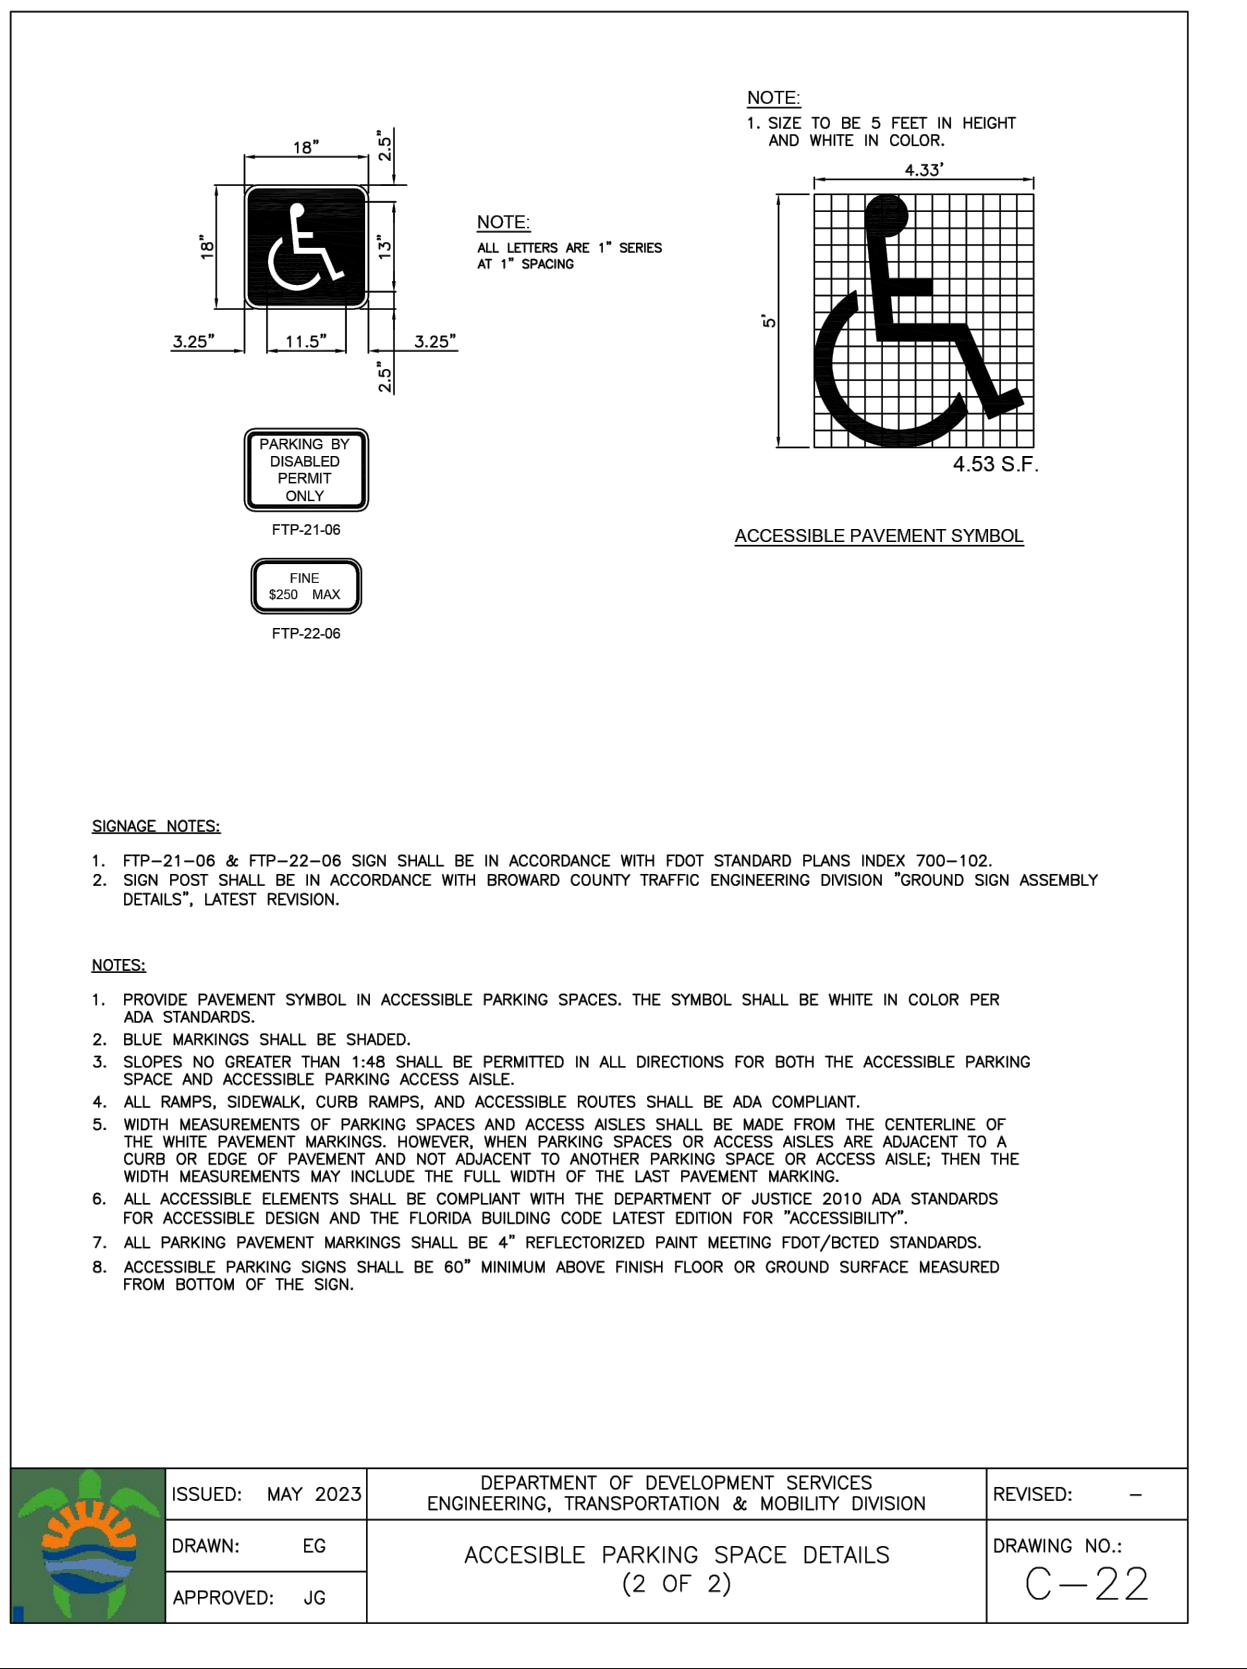 NOTE:
1. SIZE TO BE 5 FEET IN HEIGHT
AND WHITE IN COLOR.
4.33'
5'
4.53 S.F.
ACCESSIBLE PAVEMENT SYMBOL
18"
2.5"
18"
13"
3.25"
11.5"
3.25"
2.5"
NOTE:
ALL LETTERS ARE 1" SERIES
AT 1" SPACING
PARKING BY
DISABLED
PERMIT
ONLY
FTP-21-06
FINE
$250 MAX
FTP-22-06
SIGNAGE NOTES:
1. FTP-21-06 & FTP-22-06 SIGN SHALL BE IN ACCORDANCE WITH FDOT STANDARD PLANS INDEX 700-102.
2. SIGN POST SHALL BE IN ACCORDANCE WITH BROWARD COUNTY TRAFFIC ENGINEERING DIVISION "GROUND SIGN ASSEMBLY
DETAILS", LATEST REVISION.
NOTES:
1. PROVIDE PAVEMENT SYMBOL IN ACCESSIBLE PARKING SPACES. THE SYMBOL SHALL BE WHITE IN COLOR PER
ADA STANDARDS.
2. BLUE MARKINGS SHALL BE SHADED.
3. SLOPES NO GREATER THAN 1:48 SHALL BE PERMITTED IN ALL DIRECTIONS FOR BOTH THE ACCESSIBLE PARKING
SPACE AND ACCESSIBLE PARKING ACCESS AISLE.
4. ALL RAMPS, SIDEWALK, CURB RAMPS, AND ACCESSIBLE ROUTES SHALL BE ADA COMPLIANT.
5. WIDTH MEASUREMENTS OF PARKING SPACES AND ACCESS AISLES SHALL BE MADE FROM THE CENTERLINE OF
THE WHITE PAVEMENT MARKINGS. HOWEVER, WHEN PARKING SPACES OR ACCESS AISLES ARE ADJACENT TO A
CURB OR EDGE OF PAVEMENT AND NOT ADJACENT TO ANOTHER PARKING SPACE OR ACCESS AISLE; THEN THE
WIDTH MEASUREMENTS MAY INCLUDE THE FULL WIDTH OF THE LAST PAVEMENT MARKING.
6. ALL ACCESSIBLE ELEMENTS SHALL BE COMPLIANT WITH THE DEPARTMENT OF JUSTICE 2010 ADA STANDARDS
FOR ACCESSIBLE DESIGN AND THE FLORIDA BUILDING CODE LATEST EDITION FOR "ACCESSIBILITY".
7. ALL PARKING PAVEMENT MARKINGS SHALL BE 4" REFLECTORIZED PAINT MEETING FDOT/BCTED STANDARDS.
8. ACCESSIBLE PARKING SIGNS SHALL BE 60" MINIMUM ABOVE FINISH FLOOR OR GROUND SURFACE MEASURED
FROM BOTTOM OF THE SIGN.
ISSUED: MAY 2023
DRAWN: EG
APPROVED: JG
DEPARTMENT OF DEVELOPMENT SERVICES
ENGINEERING, TRANSPORTATION & MOBILITY DIVISION
ACCESIBLE PARKING SPACE DETAILS
(2 OF 2)
REVISED: -
DRAWING NO.:
C-22